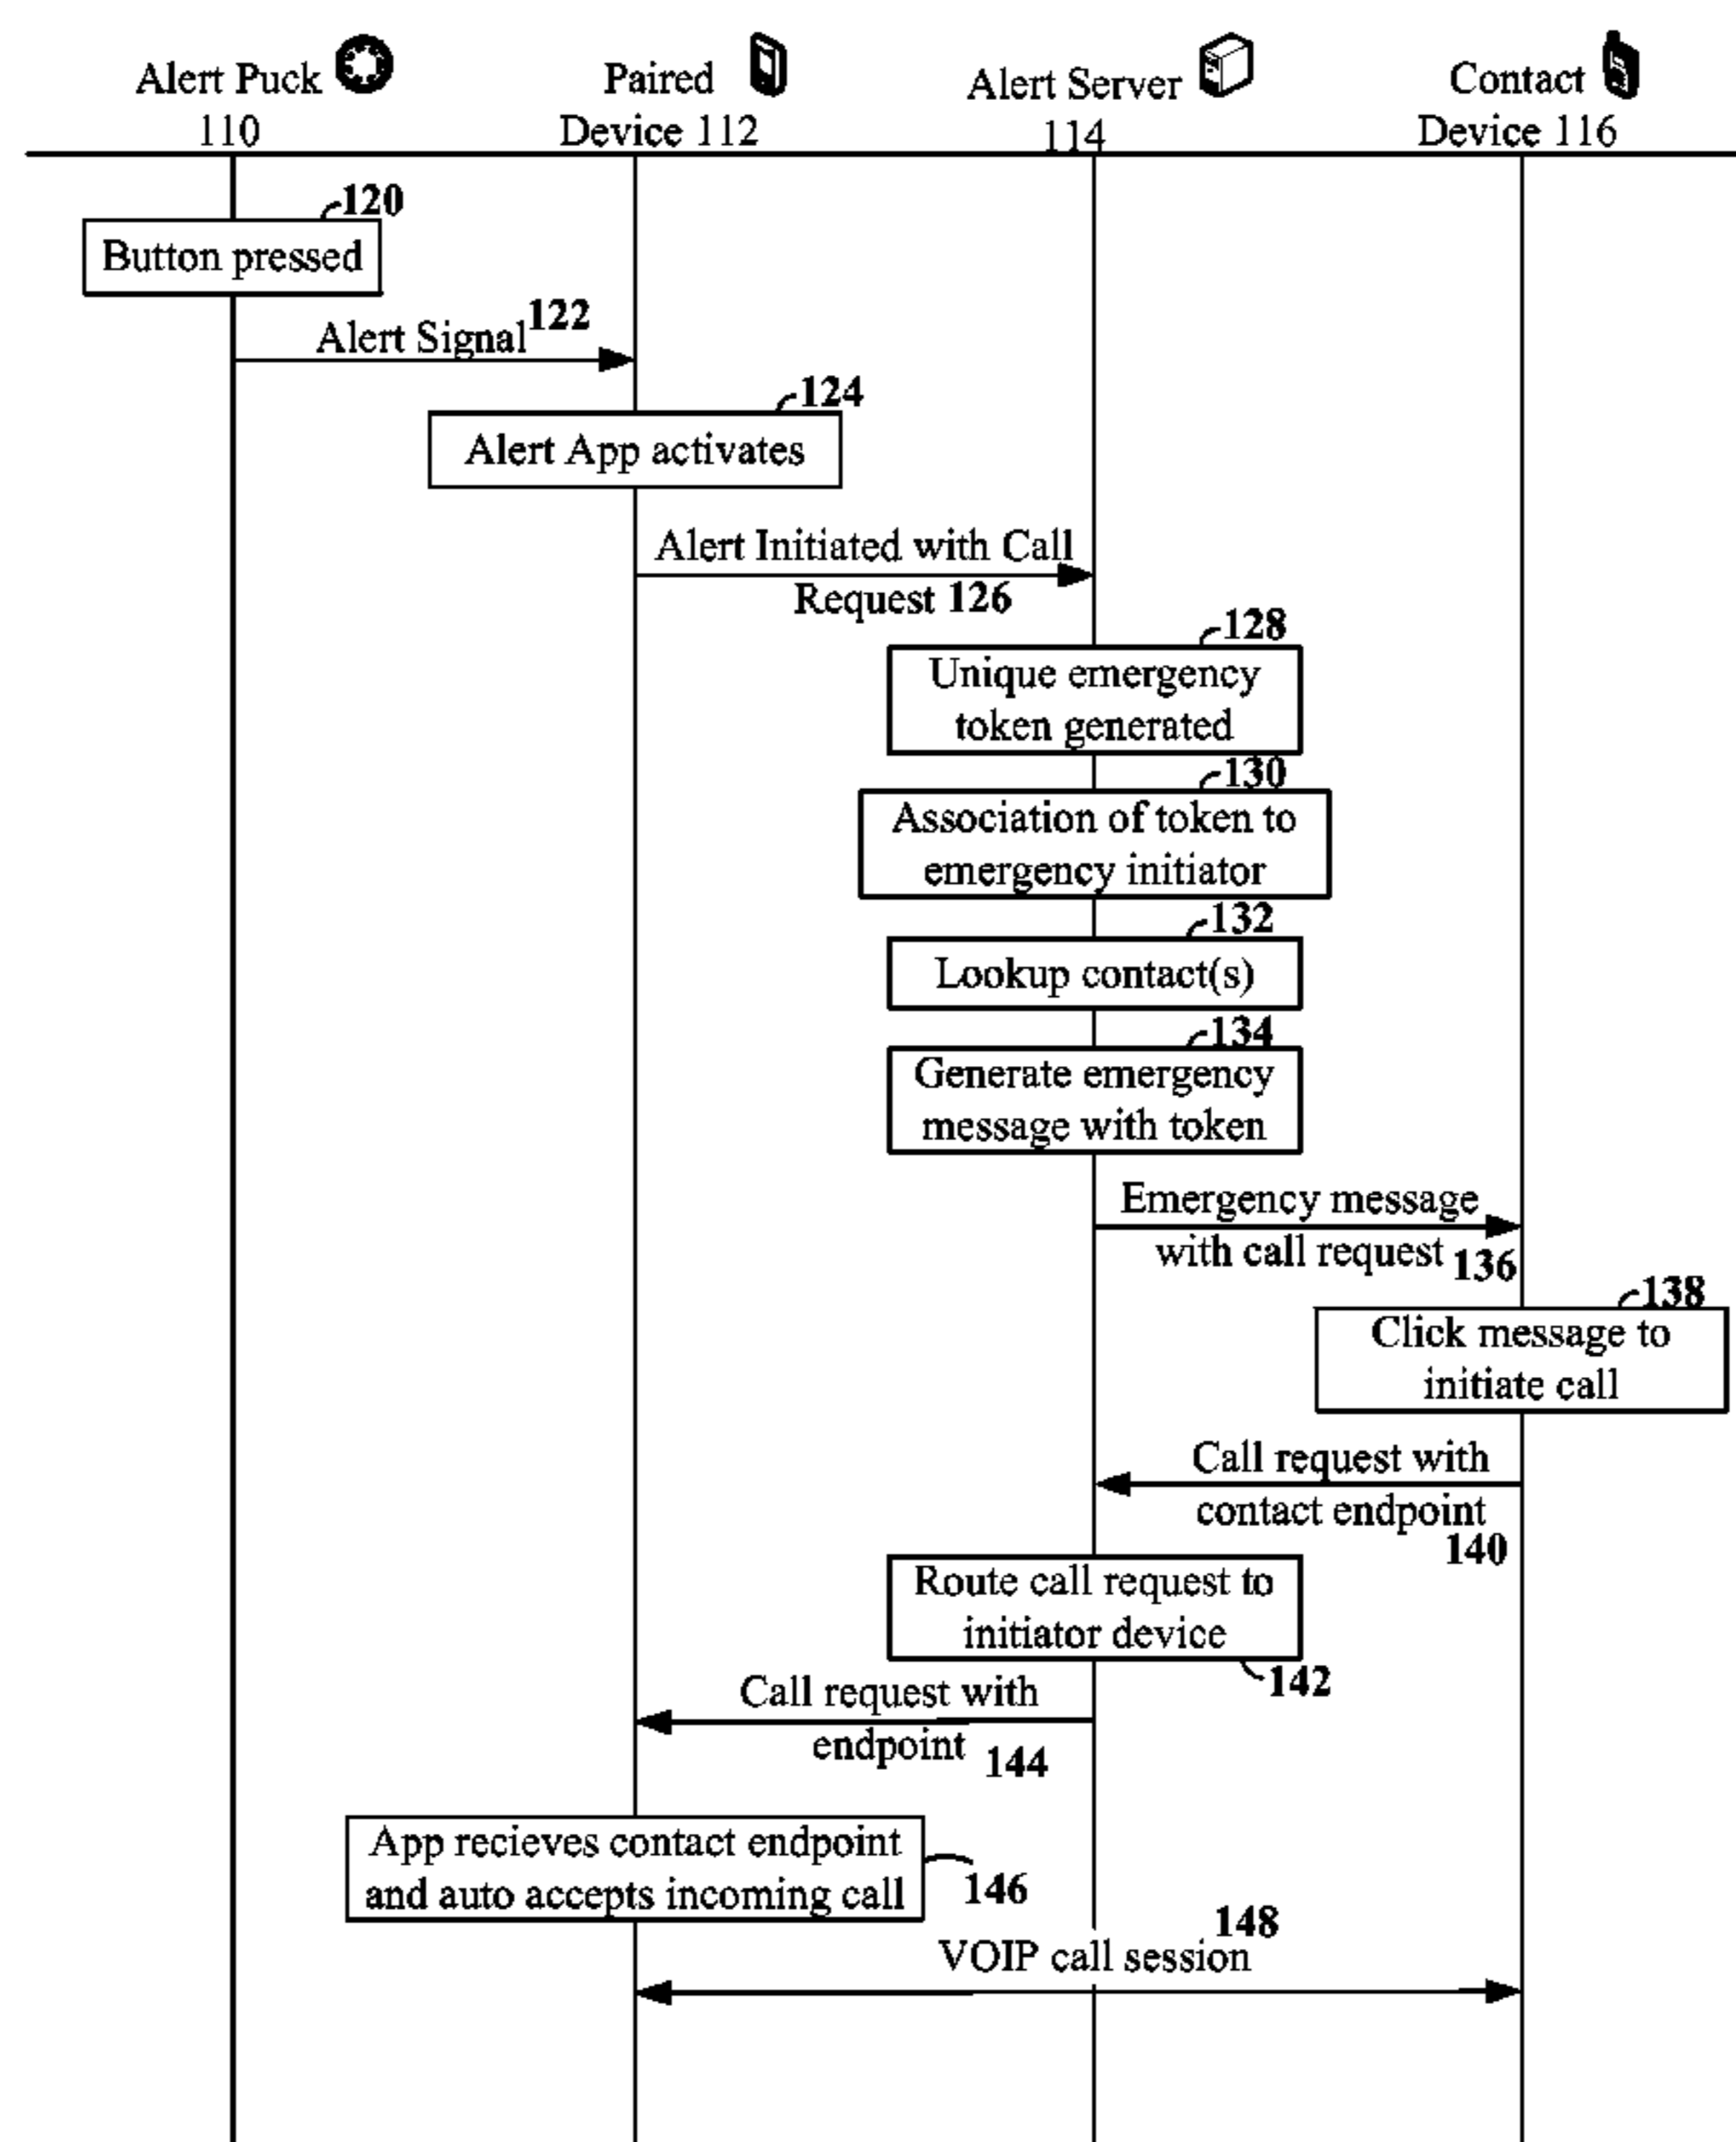 Alert Puck
110
Paired
Device 112
Alert Server
114
Contact
Device 116
120
Button pressed
Alert Signal 122
124
Alert App activates
Alert Initiated with Call
Request 126
128
Unique emergency
token generated
130
Association of token to
emergency initiator
132
Lookup contact(s)
134
Generate emergency
message with token
Emergency message
with call request 136
138
Click message to
initiate call
Call request with
contact endpoint
140
Route call request to
initiator device
142
Call request with
endpoint 144
App recieves contact endpoint
and auto accepts incoming call
146
148
VOIP call session